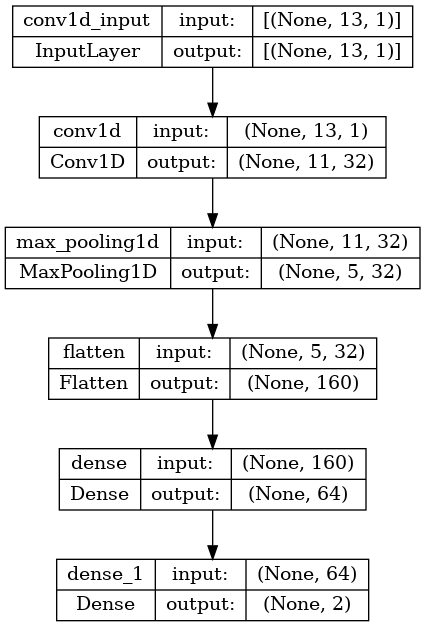 conv1d_input input: [(None, 13, 1)]
InputLayer output: [(None, 13, 1)]
conv1d input: (None, 13, 1)
Conv1D output: (None, 11, 32)
max_pooling1d input: (None, 11, 32)
MaxPooling1D output: (None, 5, 32)
flatten input: (None, 5, 32)
Flatten output: (None, 160)
dense input: (None, 160)
Dense output: (None, 64)
dense_1 input: (None, 64)
Dense output: (None, 2)